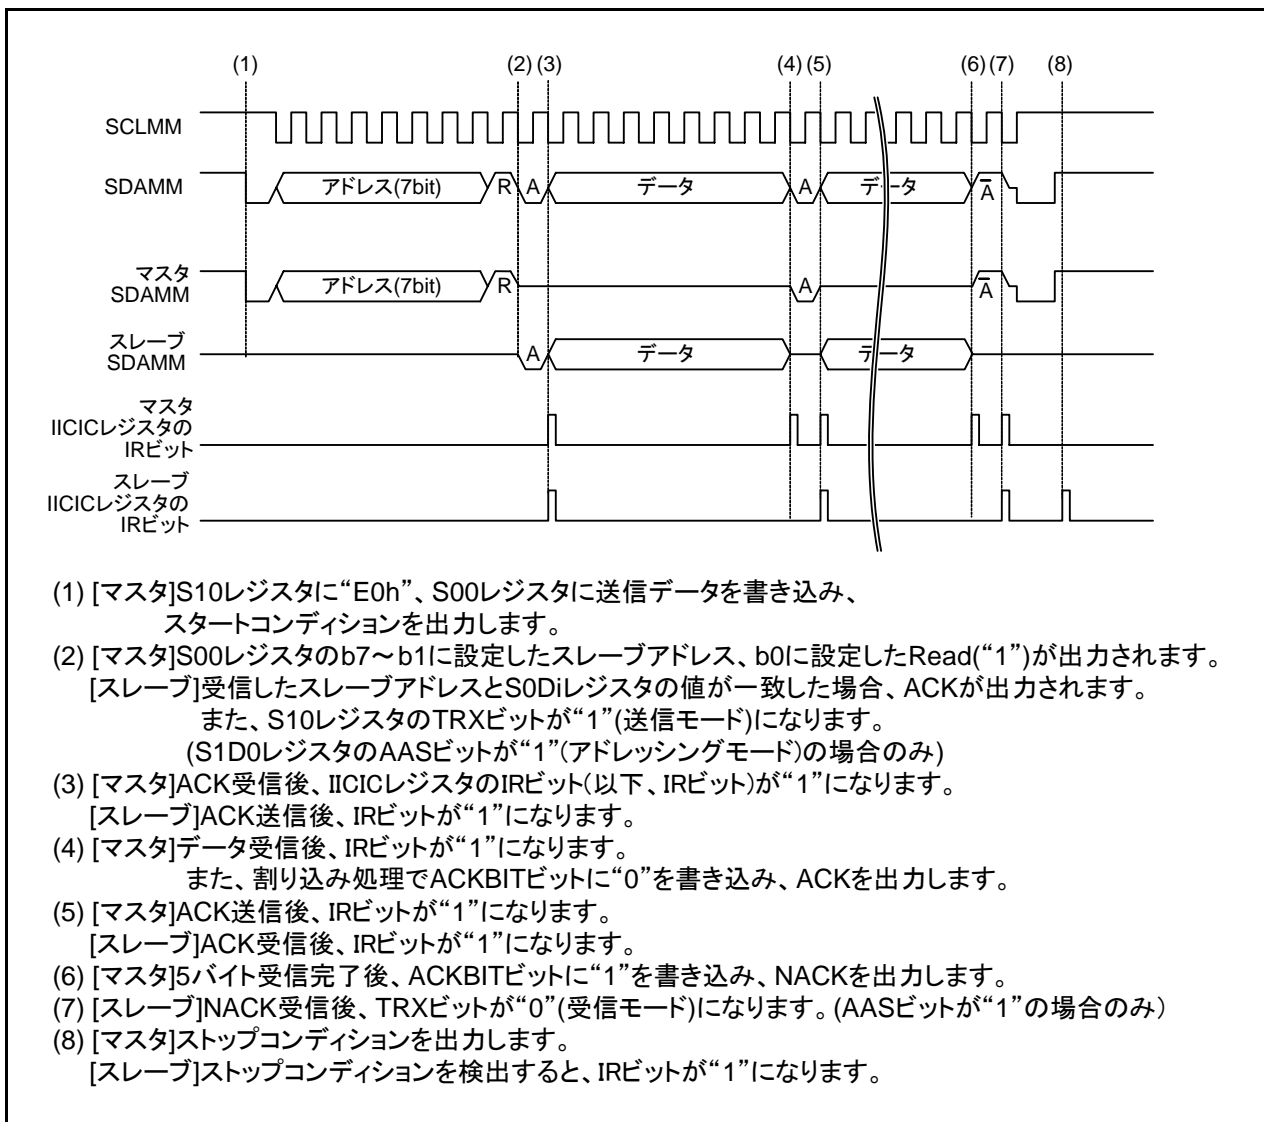 (1) (2) (3) (4) (5) (6) (7) (8)
SCLMM
SDAMM アドレス(7bit) R A データ A データ A
マスタ
SDAMM アドレス(7bit) R A A
スレーブ
SDAMM A データ データ
マスタ
IICICレジスタの
IRビット
スレーブ
IICICレジスタの
IRビット
(1) [マスタ]S10レジスタに“E0h”、S00レジスタに送信データを書き込み、
スタートコンディションを出力します。
(2) [マスタ]S00レジスタのb7～b1に設定したスレーブアドレス、b0に設定したRead(“1”)が出力されます。
[スレーブ]受信したスレーブアドレスとS0Diレジスタの値が一致した場合、ACKが出力されます。
また、S10レジスタのTRXビットが“1”(送信モード)になります。
(S1D0レジスタのAASビットが“1”(アドレッシングモード)の場合のみ)
(3) [マスタ]ACK受信後、IICICレジスタのIRビット(以下、IRビット)が“1”になります。
[スレーブ]ACK送信後、IRビットが“1”になります。
(4) [マスタ]データ受信後、IRビットが“1”になります。
また、割り込み処理でACKBITビットに“0”を書き込み、ACKを出力します。
(5) [マスタ]ACK送信後、IRビットが“1”になります。
[スレーブ]ACK受信後、IRビットが“1”になります。
(6) [マスタ]5バイト受信完了後、ACKBITビットに“1”を書き込み、NACKを出力します。
(7) [スレーブ]NACK受信後、TRXビットが“0”(受信モード)になります。(AASビットが“1”の場合のみ)
(8) [マスタ]ストップコンディションを出力します。
[スレーブ]ストップコンディションを検出すると、IRビットが“1”になります。